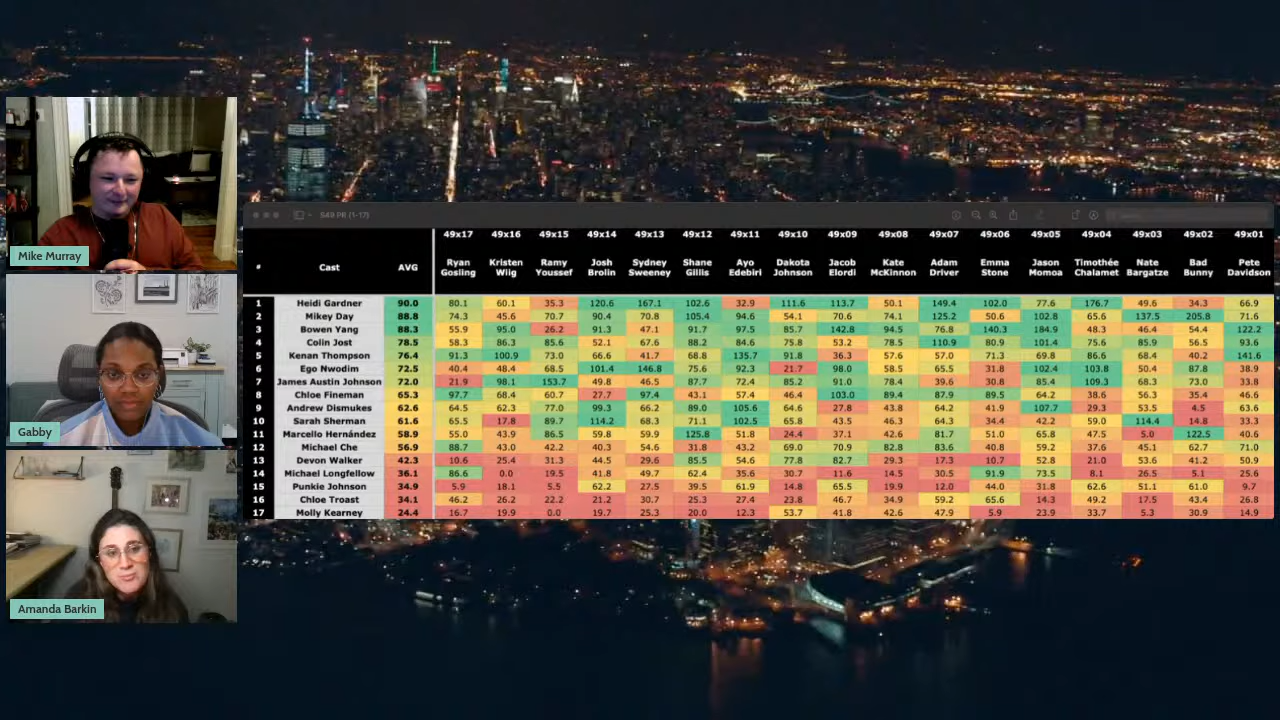 Mike Murray
Gabby
Amanda Barkin
S49 PR (1-17)
49x17 49x16 49x15 49x14 49x13 49x12 49x11 49x10 49x09 49x08 49x07 49x06 49x05 49x04 49x03 49x02 49x01
# Cast AVG Ryan Gosling Kristen Wiig Ramy Youssef Josh Brolin Sydney Sweeney Shane Gillis Ayo Edebiri Dakota Johnson Jacob Elordi Kate McKinnon Adam Driver Emma Stone Jason Momoa Timothée Chalamet Nate Bargatze Bad Bunny Pete Davidson
1 Heidi Gardner 90.0 80.1 60.1 35.3 120.6 167.1 102.6 32.9 111.6 113.7 50.1 149.4 102.0 77.6 176.7 49.6 34.3 66.9
2 Mikey Day 88.8 74.3 45.6 70.7 90.4 70.8 105.4 94.6 54.1 70.6 74.1 125.2 50.6 102.8 65.6 137.5 205.8 71.6
3 Bowen Yang 88.3 55.9 95.0 26.2 91.3 47.1 91.7 97.5 85.7 142.8 94.5 76.8 140.3 184.9 48.3 46.4 54.4 122.2
4 Colin Jost 78.5 58.3 86.3 85.6 52.1 67.6 88.2 84.6 75.8 53.2 78.5 110.9 80.9 101.4 75.6 85.9 56.5 93.6
5 Kenan Thompson 76.4 91.3 100.9 73.0 66.6 41.7 68.8 135.7 91.8 36.3 57.6 57.0 71.3 69.8 86.6 68.4 40.2 141.6
6 Ego Nwodim 72.5 40.4 48.4 68.5 101.4 146.8 75.6 92.3 21.7 98.0 58.5 65.5 31.8 102.4 103.8 50.4 87.8 38.9
7 James Austin Johnson 72.0 21.9 98.1 153.7 49.8 46.5 87.7 72.4 85.2 91.0 78.4 39.6 30.8 85.4 109.3 68.3 73.0 33.8
8 Chloe Fineman 65.3 97.7 68.4 60.7 27.7 97.4 43.1 57.4 46.4 103.0 89.4 87.9 89.5 64.2 38.6 56.3 35.4 46.6
9 Andrew Dismukes 62.6 64.5 62.3 77.0 99.3 66.2 89.0 105.6 64.6 27.8 43.8 64.2 41.9 107.7 29.3 53.5 4.5 63.6
10 Sarah Sherman 61.6 65.5 17.8 89.7 114.2 68.3 71.1 102.5 65.8 43.5 46.3 64.3 34.4 42.2 59.0 114.4 14.8 33.3
11 Marcello Hernández 58.9 55.0 43.9 86.5 59.8 59.9 125.8 51.8 24.4 37.1 42.6 81.7 51.0 65.8 47.5 5.0 122.5 40.6
12 Michael Che 56.9 88.7 43.0 42.2 40.3 54.6 31.8 38.2 69.0 70.9 82.8 83.6 40.8 59.2 37.6 45.1 62.7 71.0
13 Devon Walker 42.3 10.6 25.4 31.3 44.5 29.6 85.5 54.6 77.8 82.7 29.3 17.3 10.7 52.8 21.0 53.6 41.2 50.9
14 Michael Longfellow 36.1 86.6 0.0 19.5 41.8 49.7 62.4 35.6 30.7 11.6 14.5 30.5 91.9 73.5 8.1 26.5 5.1 25.6
15 Punkie Johnson 34.9 5.9 18.1 5.5 62.2 27.5 39.5 61.9 14.8 65.5 19.9 12.0 44.0 31.8 62.6 51.1 61.0 9.7
16 Chloe Troast 34.1 46.2 26.2 22.2 21.2 30.7 25.3 27.4 23.8 46.7 34.9 59.2 65.6 14.3 49.2 17.5 43.4 26.8
17 Molly Kearney 24.4 16.7 19.9 0.0 19.7 25.3 20.0 12.3 53.7 41.8 42.6 47.9 5.9 23.9 33.7 5.3 30.9 14.9